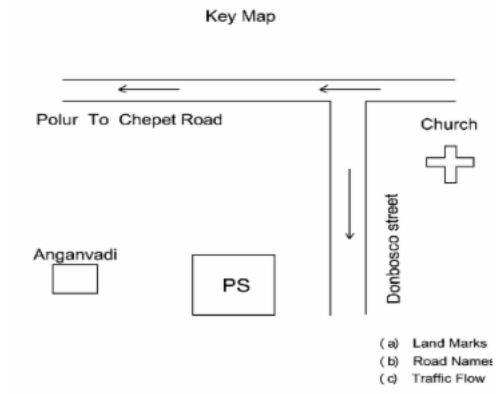 Key Map
Polur To Chepet Road
Church
Donbosco street
Anganvadi
PS
(a) Land Marks
(b) Road Names
(c) Traffic Flow